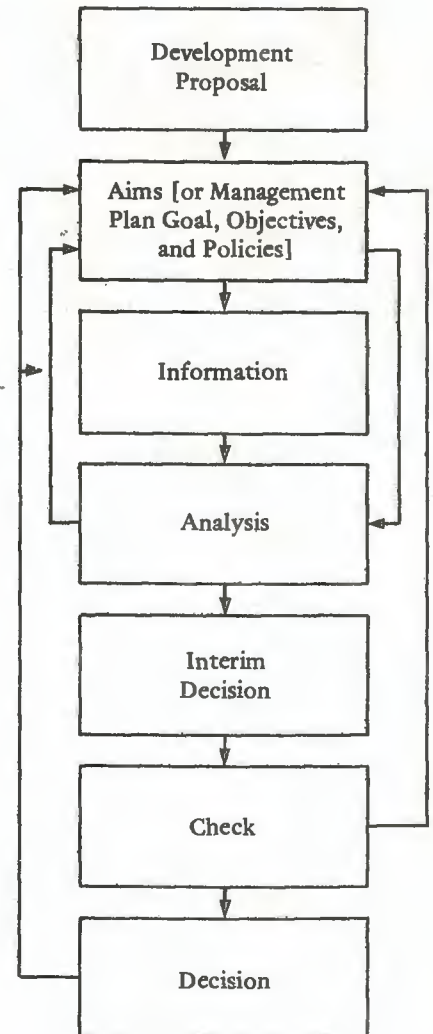 Development
Proposal
Aims [or Management
Plan Goal, Objectives,
and Policies]
Information
Analysis
Interim
Decision
Check
Decision